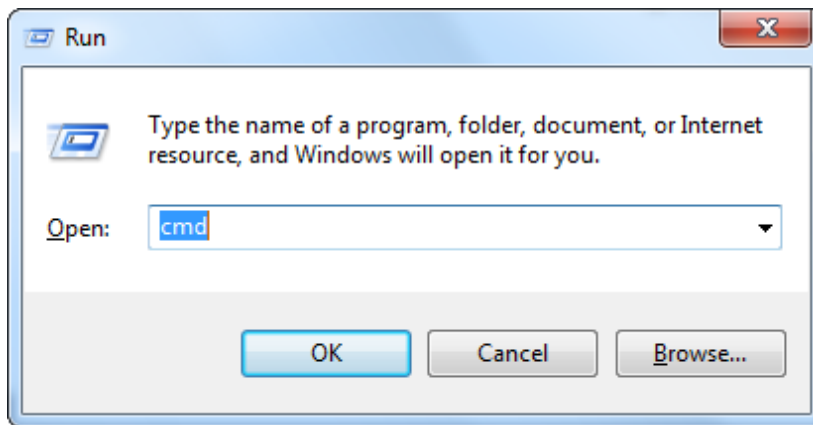 Run
Type the name of a program, folder, document, or Internet
resource, and Windows will open it for you.
Open: cmd
OK Cancel Browse...